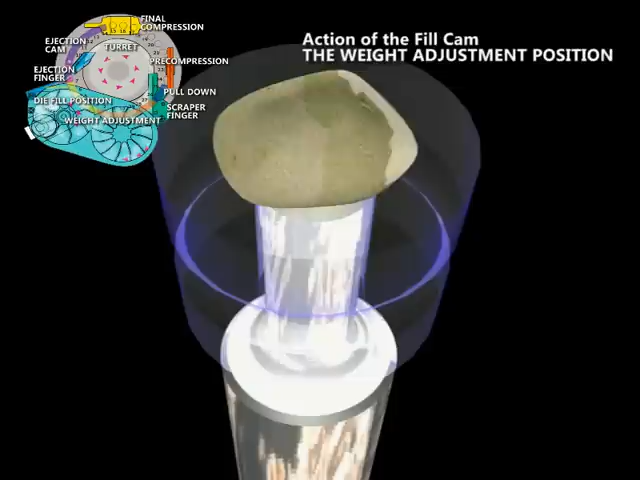 Action of the Fill Cam
THE WEIGHT ADJUSTMENT POSITION
FINAL
COMPRESSION
EJECTION
CAM
TURRET
PRECOMPRESSION
EJECTION
FINGER
PULL DOWN
DIE FILL POSITION
SCRAPER
FINGER
WEIGHT ADJUSTMENT